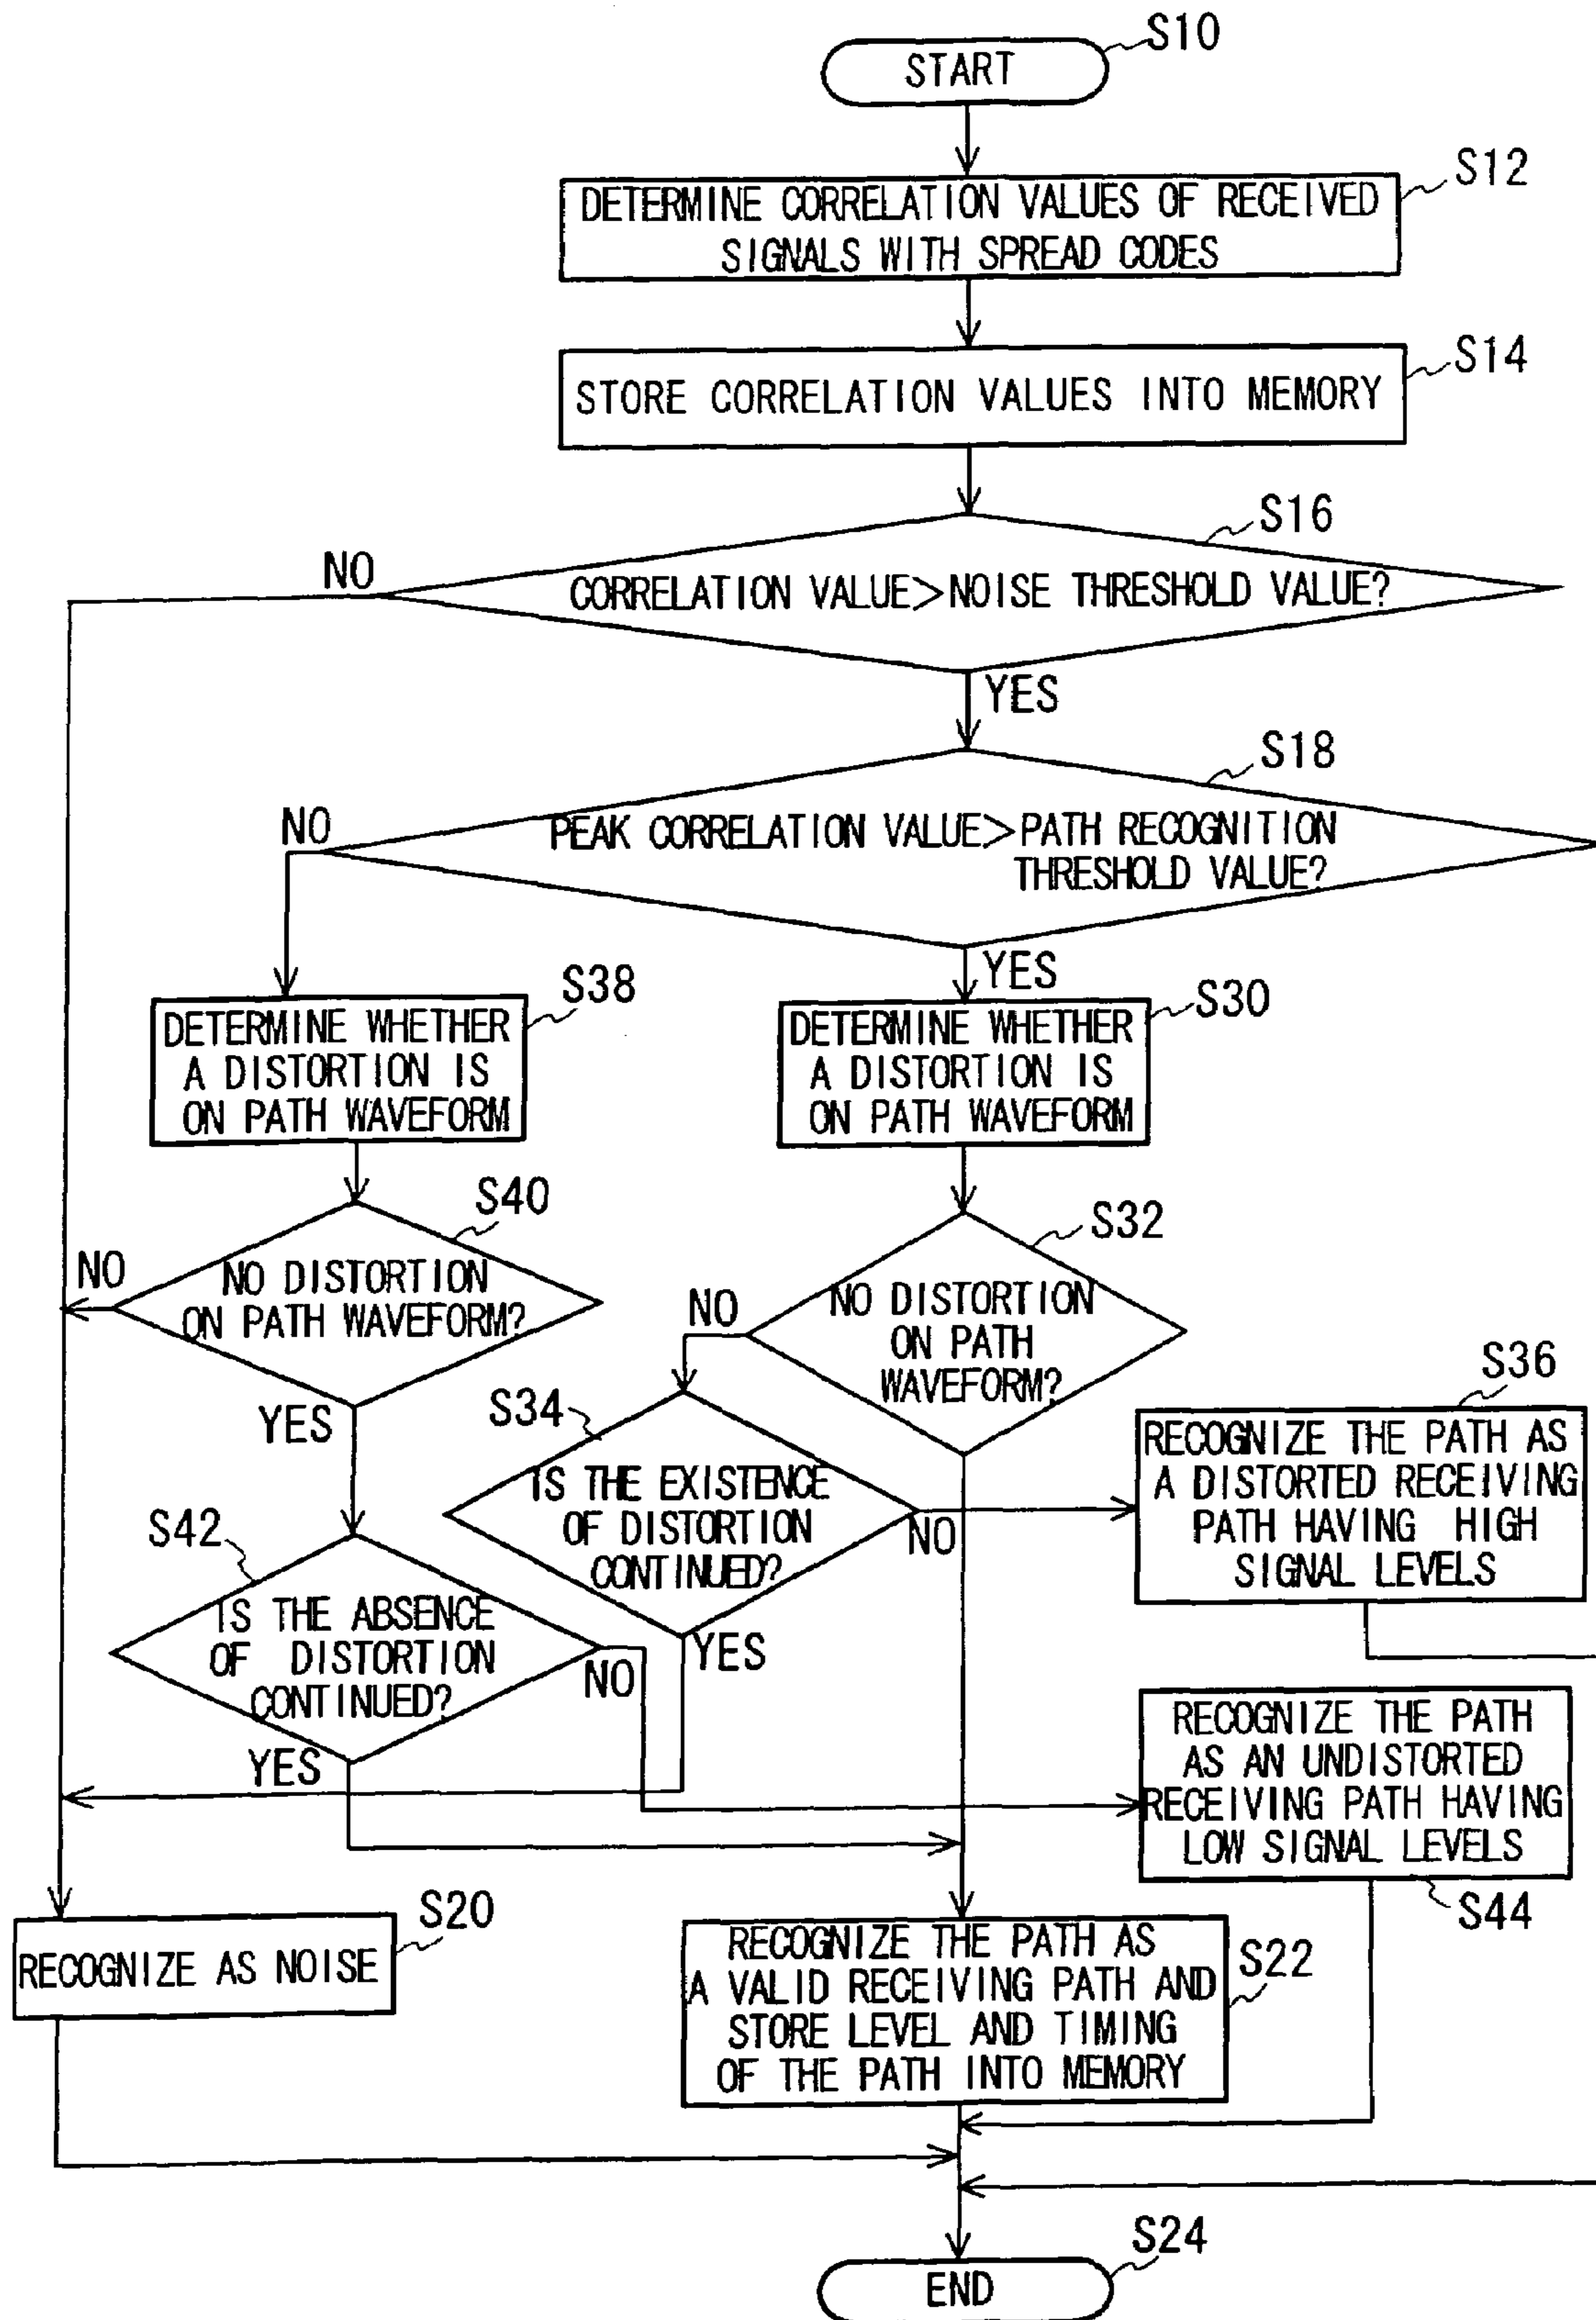 S10
START
S12
DETERMINE CORRELATION VALUES OF RECEIVED
SIGNALS WITH SPREAD CODES
S14
STORE CORRELATION VALUES INTO MEMORY
S16
NO
CORRELATION VALUE>NOISE THRESHOLD VALUE?
YES
S18
NO
PEAK CORRELATION VALUE>PATH RECOGNITION
THRESHOLD VALUE?
YES
S38
DETERMINE WHETHER
A DISTORTION IS
ON PATH WAVEFORM
S30
DETERMINE WHETHER
A DISTORTION IS
ON PATH WAVEFORM
S40
NO
NO DISTORTION
ON PATH WAVEFORM?
YES
S32
NO
NO DISTORTION
ON PATH
WAVEFORM?
S34
IS THE EXISTENCE
OF DISTORTION
CONTINUED?
NO
YES
S36
RECOGNIZE THE PATH AS
A DISTORTED RECEIVING
PATH HAVING HIGH
SIGNAL LEVELS
S42
IS THE ABSENCE
OF DISTORTION
CONTINUED?
NO
YES
RECOGNIZE THE PATH
AS AN UNDISTORTED
RECEIVING PATH HAVING
LOW SIGNAL LEVELS
S44
S20
RECOGNIZE AS NOISE
RECOGNIZE THE PATH AS
A VALID RECEIVING PATH AND
STORE LEVEL AND TIMING
OF THE PATH INTO MEMORY
S22
S24
END